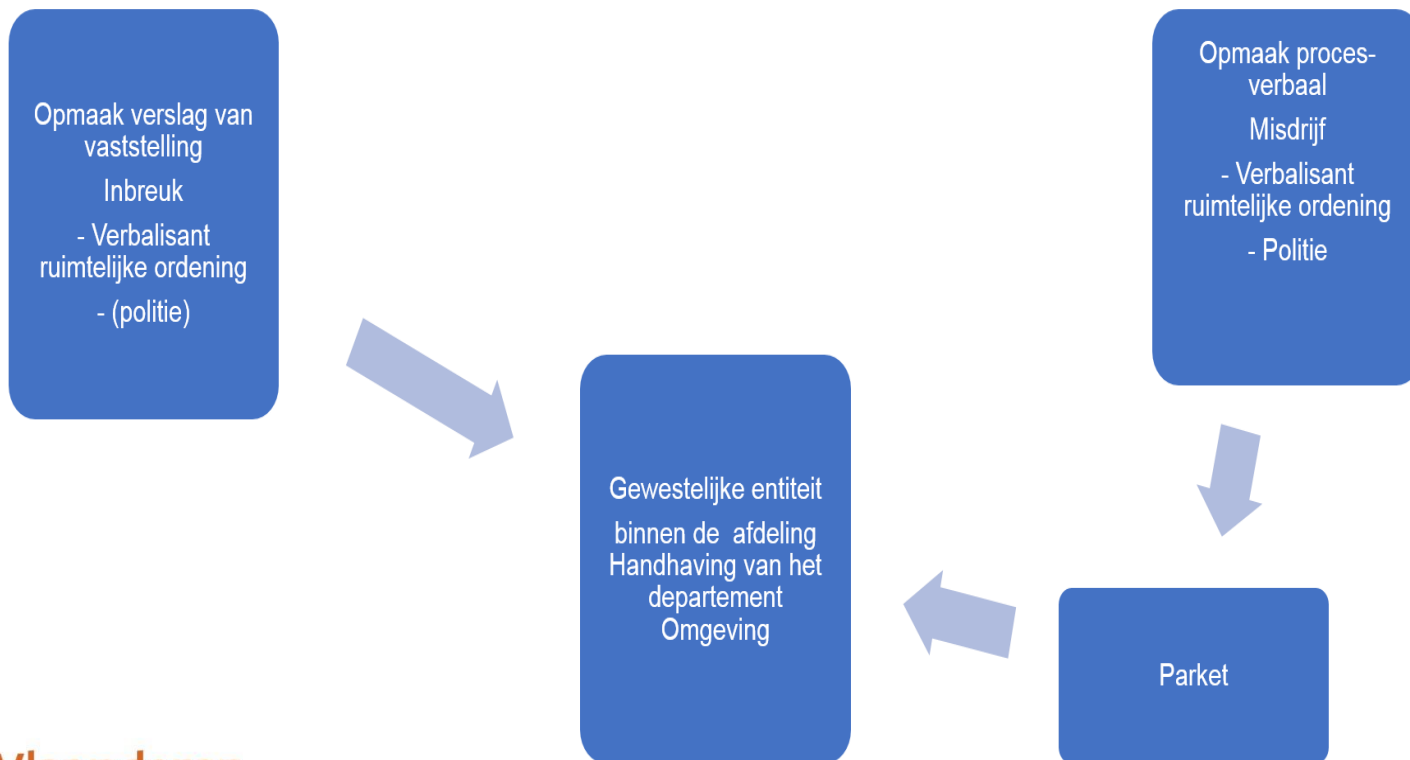 Opmaak verslag van
vaststelling
Inbreuk
- Verbalisant
ruimtelijke ordening
- (politie)
Opmaak proces-
verbaal
Misdrijf
- Verbalisant
ruimtelijke ordening
- Politie
Gewestelijke entiteit
binnen de afdeling
Handhaving van het
departement
Omgeving
Parket